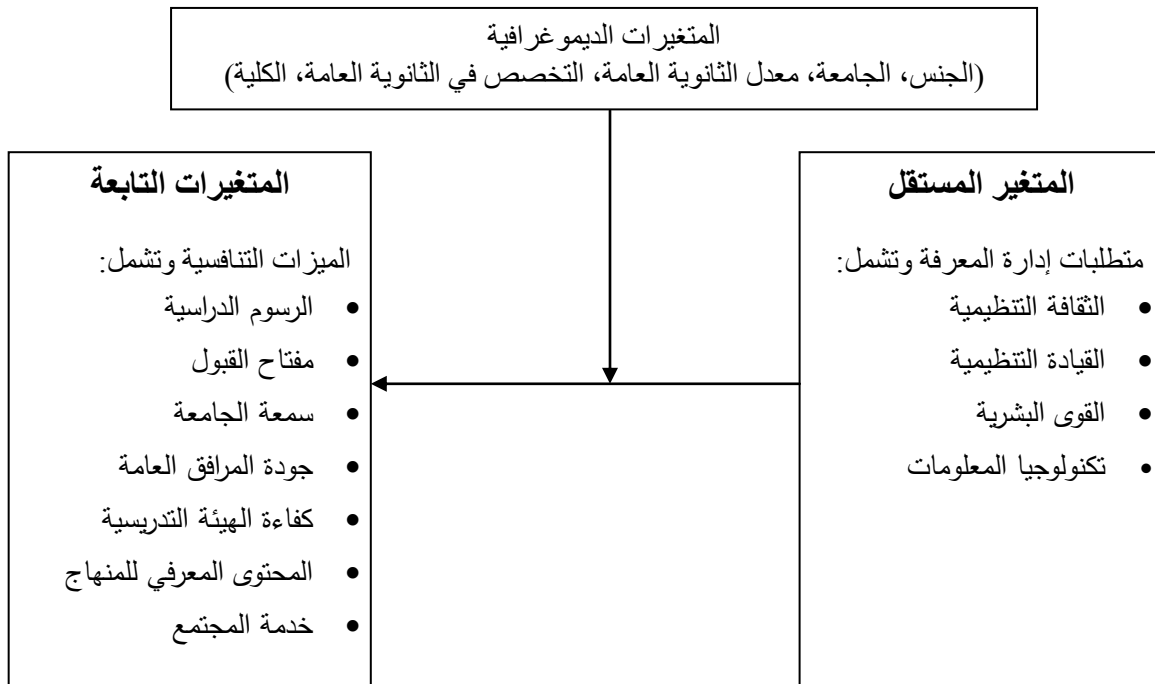 المتغيرات الديموغرافية
(الجنس، الجامعة، معدل الثانوية العامة، التخصص في الثانوية العامة، الكلية)
المتغير المستقل
متطلبات إدارة المعرفة وتشمل:
• الثقافة التنظيمية
• القيادة التنظيمية
• القوى البشرية
• تكنولوجيا المعلومات
المتغيرات التابعة
الميزات التنافسية وتشمل:
• الرسوم الدراسية
• مفتاح القبول
• سمعة الجامعة
• جودة المرافق العامة
• كفاءة الهيئة التدريسية
• المحتوى المعرفي للمنهاج
• خدمة المجتمع